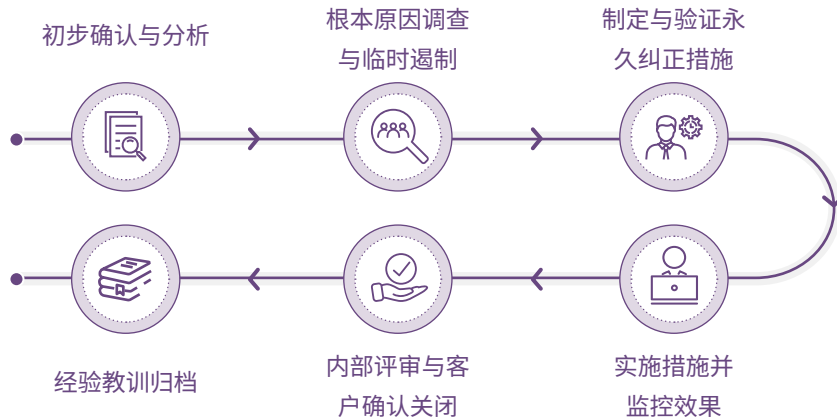 初步确认与分析
根本原因调查
与临时遏制
制定与验证永
久纠正措施
实施措施并
监控效果
内部评审与客
户确认关闭
经验教训归档